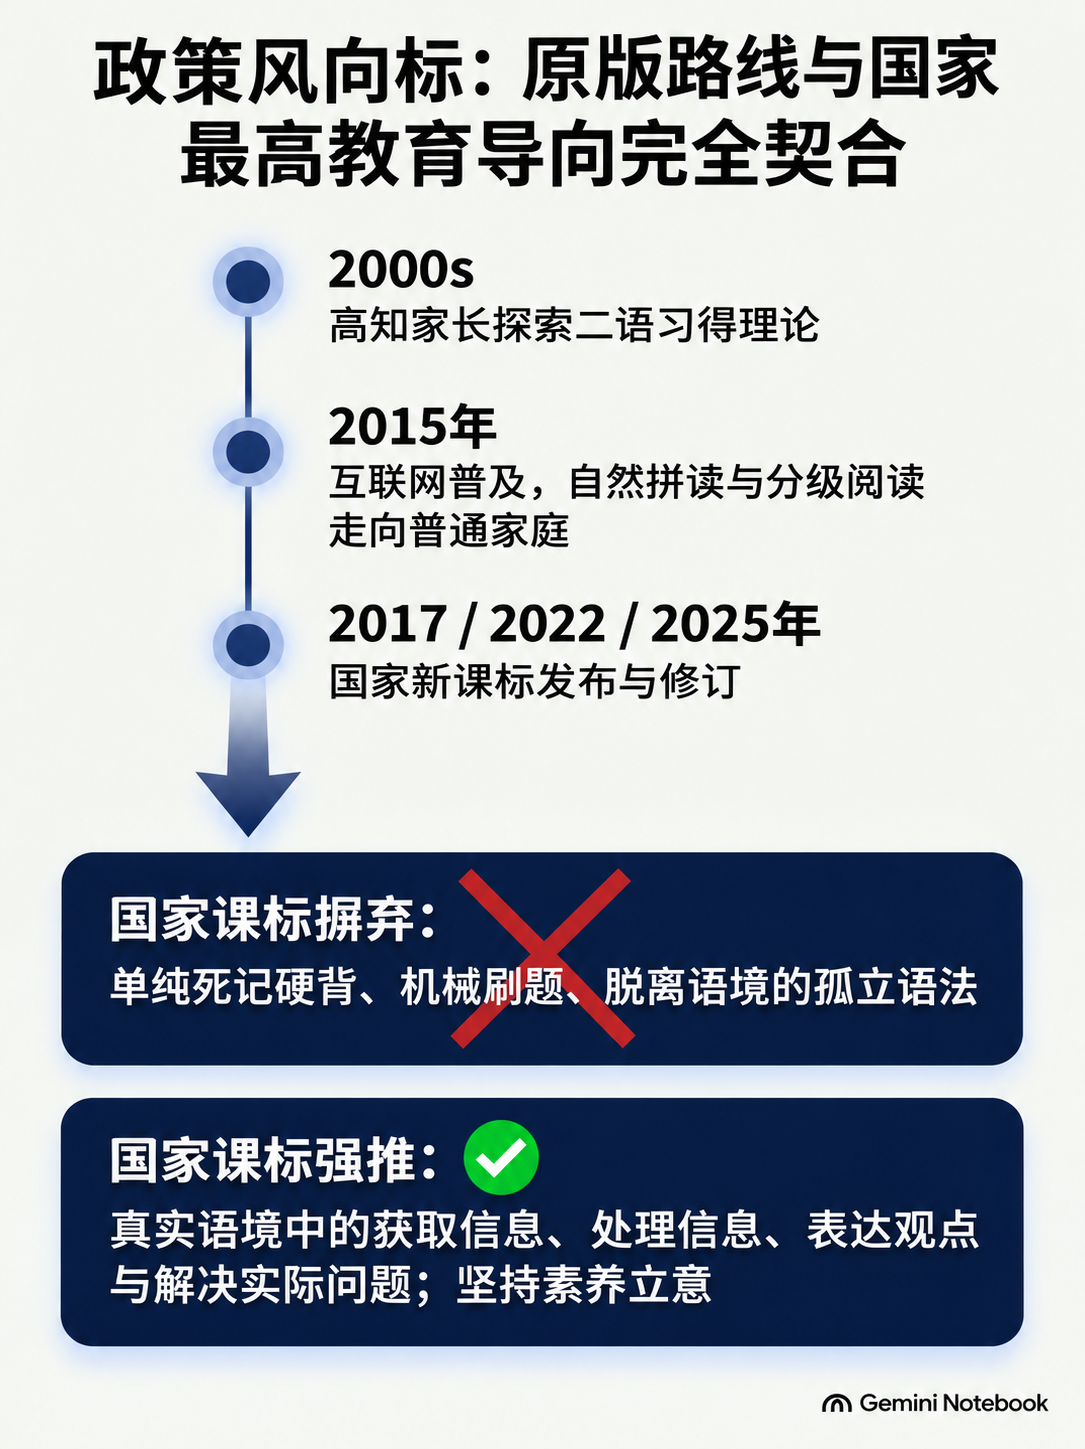 政策风向标：原版路线与国家
最高教育导向完全契合
2000s
高知家长探索二语习得理论
2015年
互联网普及，自然拼读与分级阅读
走向普通家庭
2017 / 2022 / 2025年
国家新课标发布与修订
国家课标摒弃：
单纯死记硬背、机械刷题、脱离语境的孤立语法
国家课标强推：
真实语境中的获取信息、处理信息、表达观点
与解决实际问题；坚持素养立意
Gemini Notebook